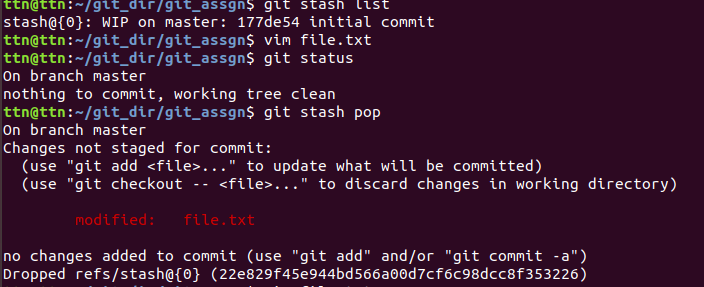 ttn@ttn:~/git_dir/git_assgn$ git stash list
stash@{0}: WIP on master: 177de54 initial commit
ttn@ttn:~/git_dir/git_assgn$ vim file.txt
ttn@ttn:~/git_dir/git_assgn$ git status
On branch master
nothing to commit, working tree clean
ttn@ttn:~/git_dir/git_assgn$ git stash pop
On branch master
Changes not staged for commit:
  (use "git add <file>..." to update what will be committed)
  (use "git checkout -- <file>..." to discard changes in working directory)

        modified:   file.txt

no changes added to commit (use "git add" and/or "git commit -a")
Dropped refs/stash@{0} (22e829f45e944bd566a00d7cf6c98dcc8f353226)